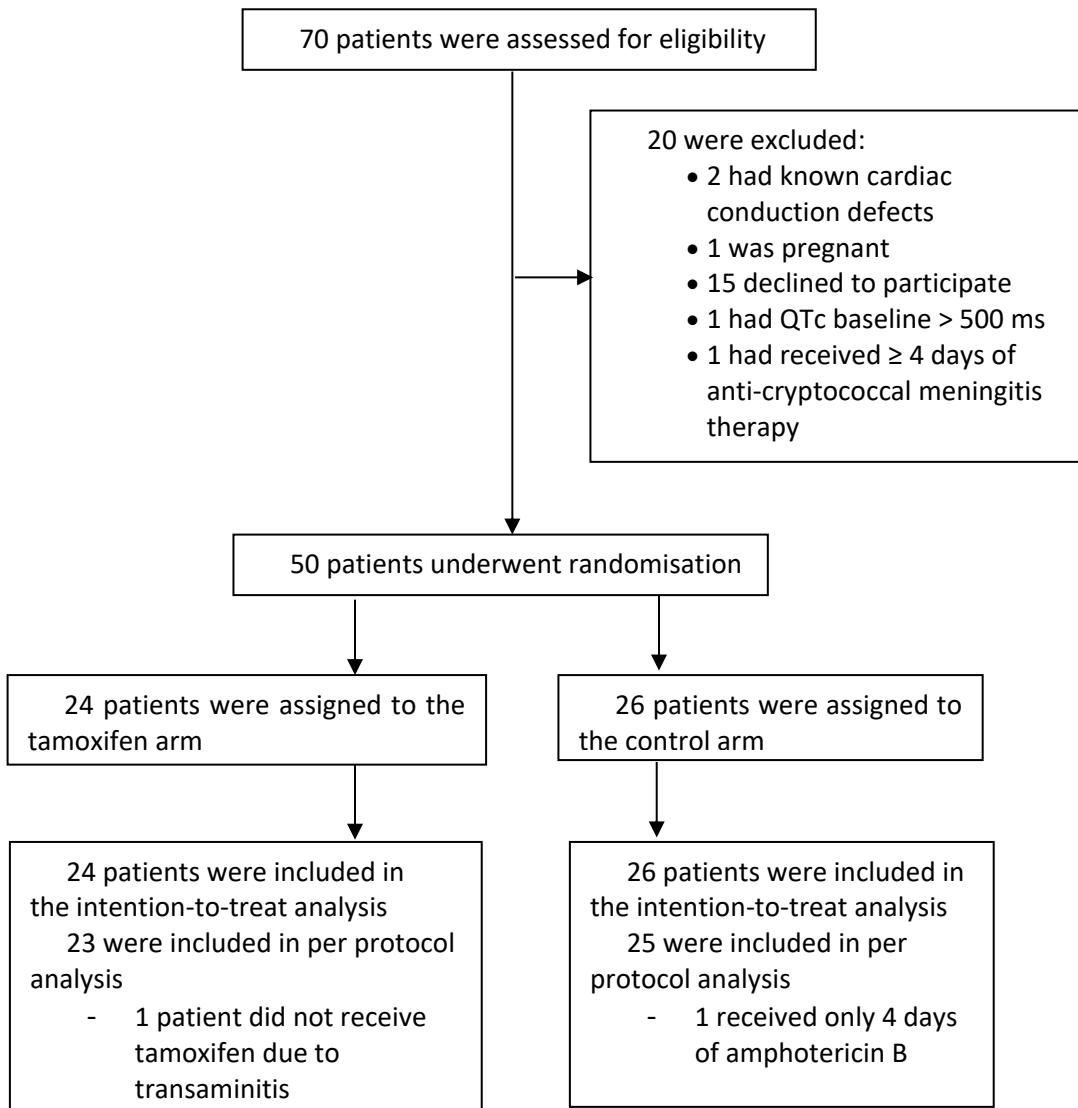 70 patients were assessed for eligibility
20 were excluded:
• 2 had known cardiac
conduction defects
• 1 was pregnant
• 15 declined to participate
• 1 had QTc baseline > 500 ms
• 1 had received ≥ 4 days of
anti-cryptococcal meningitis
therapy
50 patients underwent randomisation
24 patients were assigned to the
tamoxifen arm
26 patients were assigned to
the control arm
24 patients were included in
the intention-to-treat analysis
23 were included in per protocol
analysis
- 1 patient did not receive
tamoxifen due to
transaminitis
26 patients were included in
the intention-to-treat analysis
25 were included in per
protocol analysis
- 1 received only 4 days
of amphotericin B